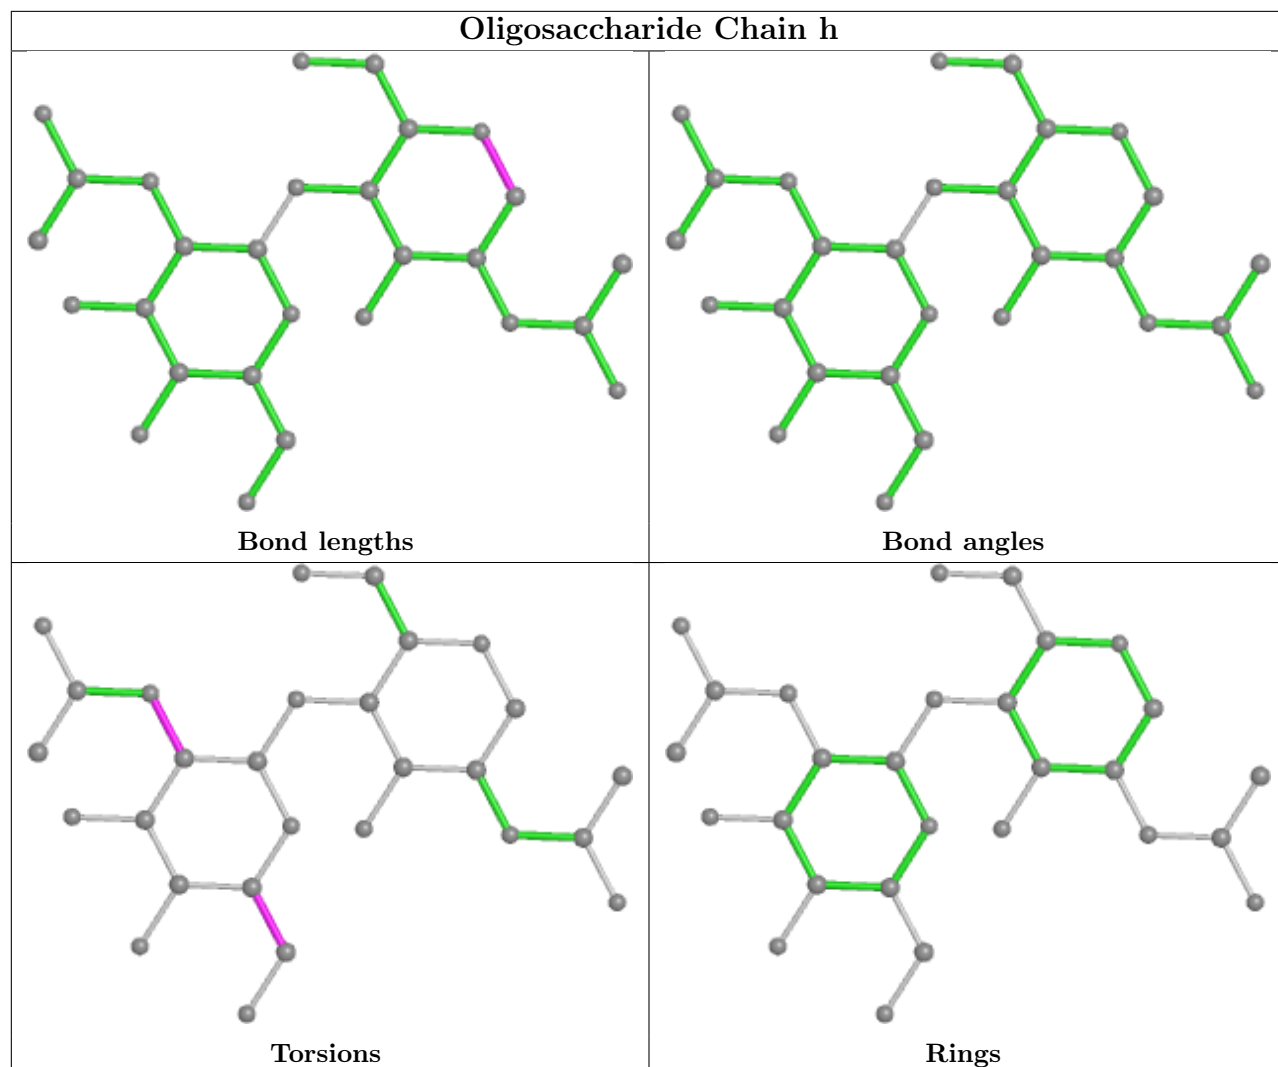 Oligosaccharide Chain h
Bond lengths
Bond angles
Torsions
Rings